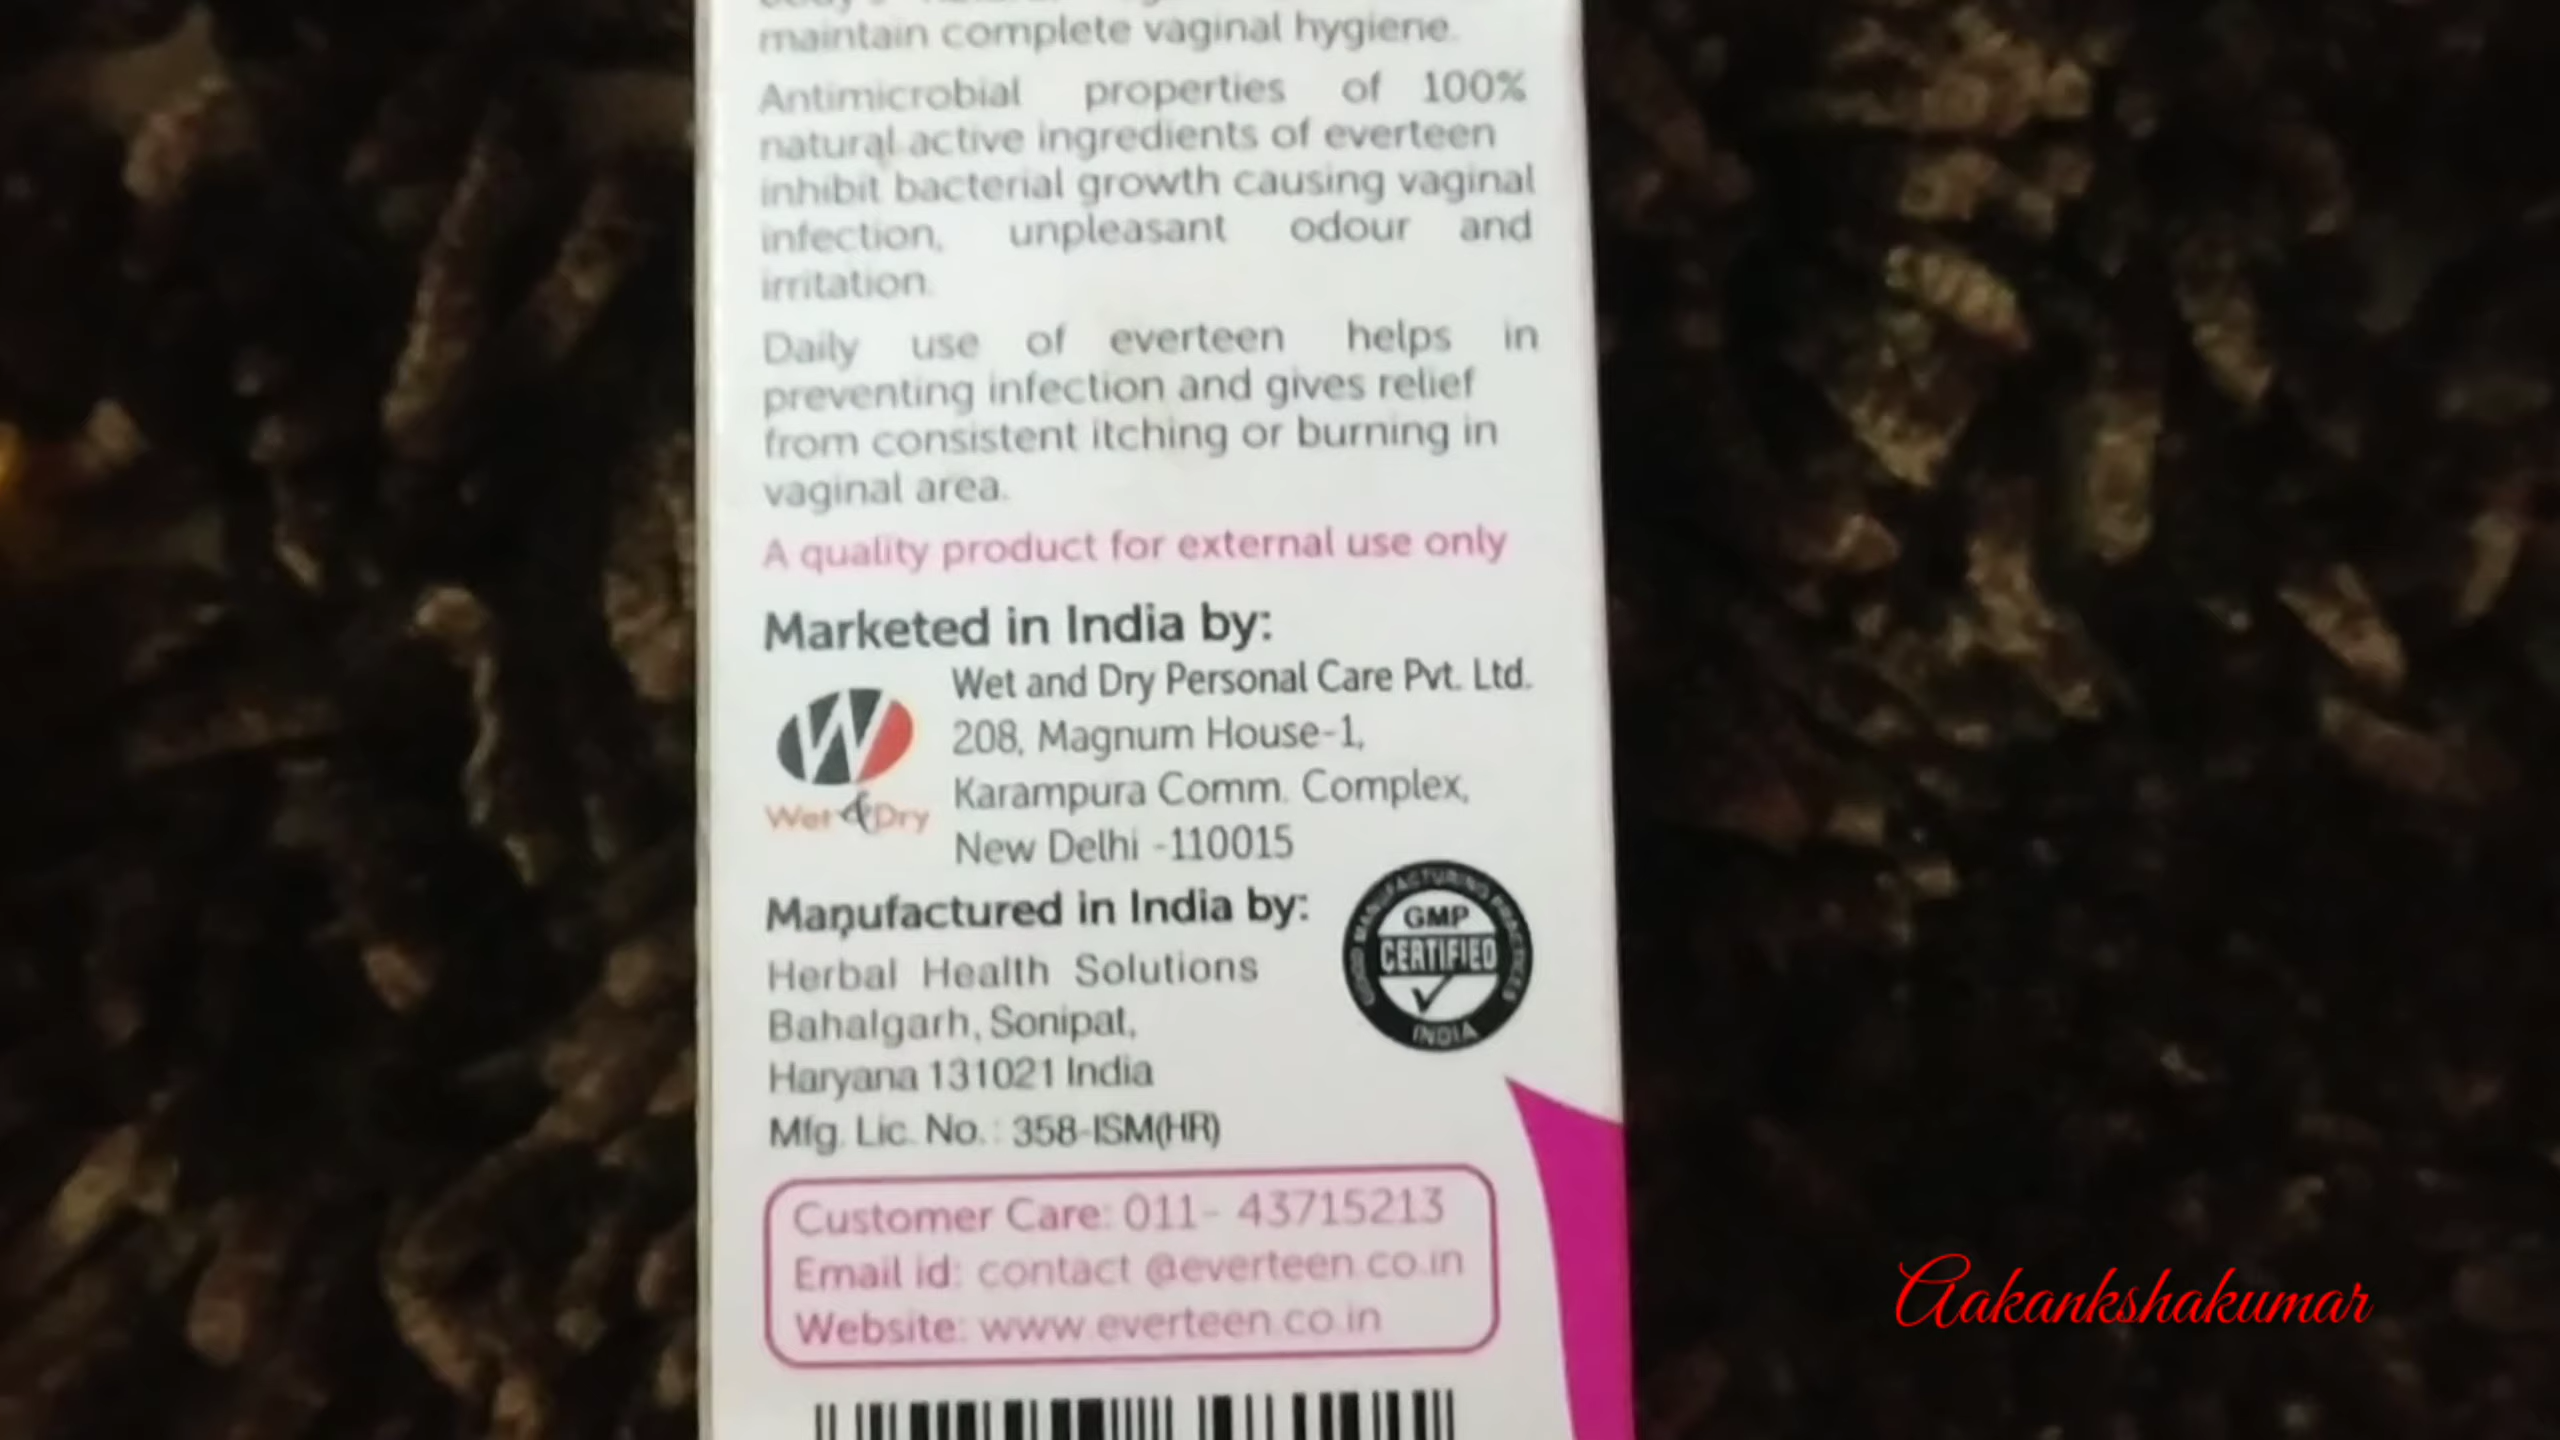 maintain complete vaginal hygiene.
Antimicrobial properties of 100%
natural active ingredients of everteen
inhibit bacterial growth causing vaginal
infection, unpleasant odour and
irritation.
Daily use of everteen helps in
preventing infection and gives relief
from consistent itching or burning in
vaginal area.
A quality product for external use only
Marketed in India by:
Wet and Dry Personal Care Pvt. Ltd.
208, Magnum House-1,
Karampura Comm. Complex,
New Delhi -110015
W
Wet & Dry
Manufactured in India by:
Herbal Health Solutions
Bahalgarh, Sonipat,
Haryana 131021 India
Mfg. Lic. No. : 358-ISM(HR)
GOOD MANUFACTURING PRACTICES
GMP
CERTIFIED
INDIA
Customer Care: 011- 43715213
Email id: contact @everteen.co.in
Website: www.everteen.co.in
Aakankshakumar